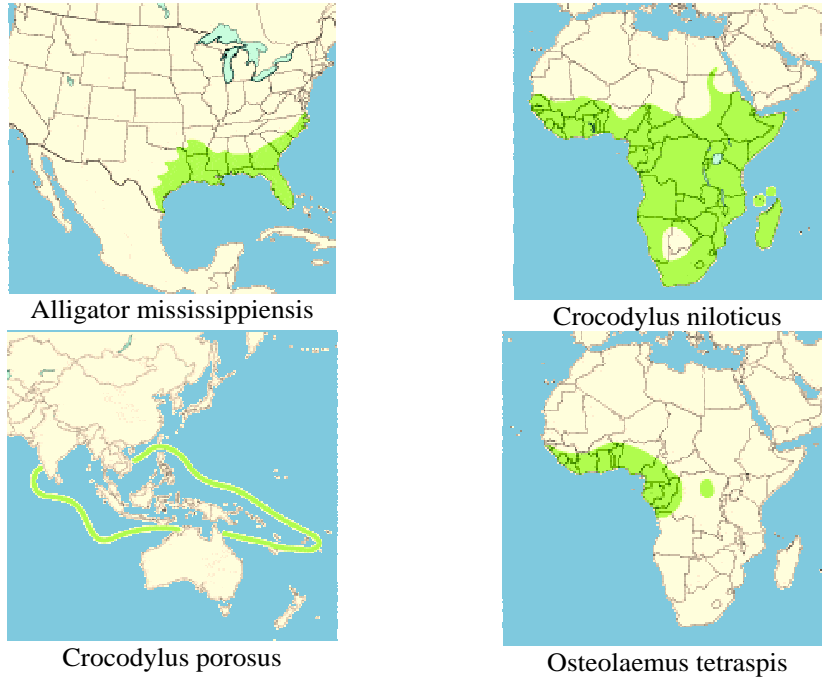 Alligator mississippiensis
Crocodylus niloticus
Crocodylus porosus
Osteolaemus tetraspis